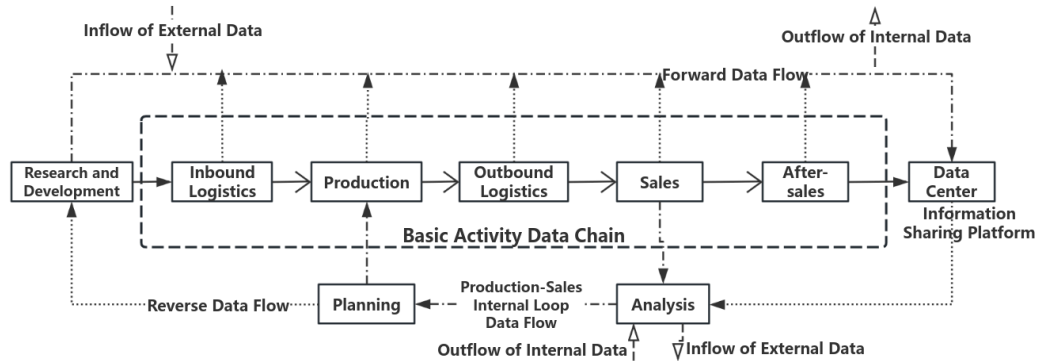 Inflow of External Data
Outflow of Internal Data
Forward Data Flow
Research and
Development
Inbound
Logistics
Production
Outbound
Logistics
Sales
After-
sales
Data
Center
Information
Sharing Platform
Basic Activity Data Chain
Reverse Data Flow
Planning
Production-Sales
Internal Loop
Data Flow
Analysis
Outflow of Internal Data
Inflow of External Data